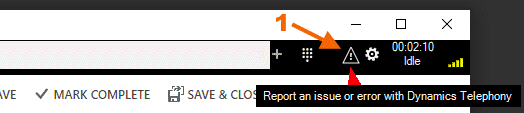 1
00:02:10
Idle
AVE
MARK COMPLETE
SAVE & CLOS
Report an issue or error with Dynamics Telephony